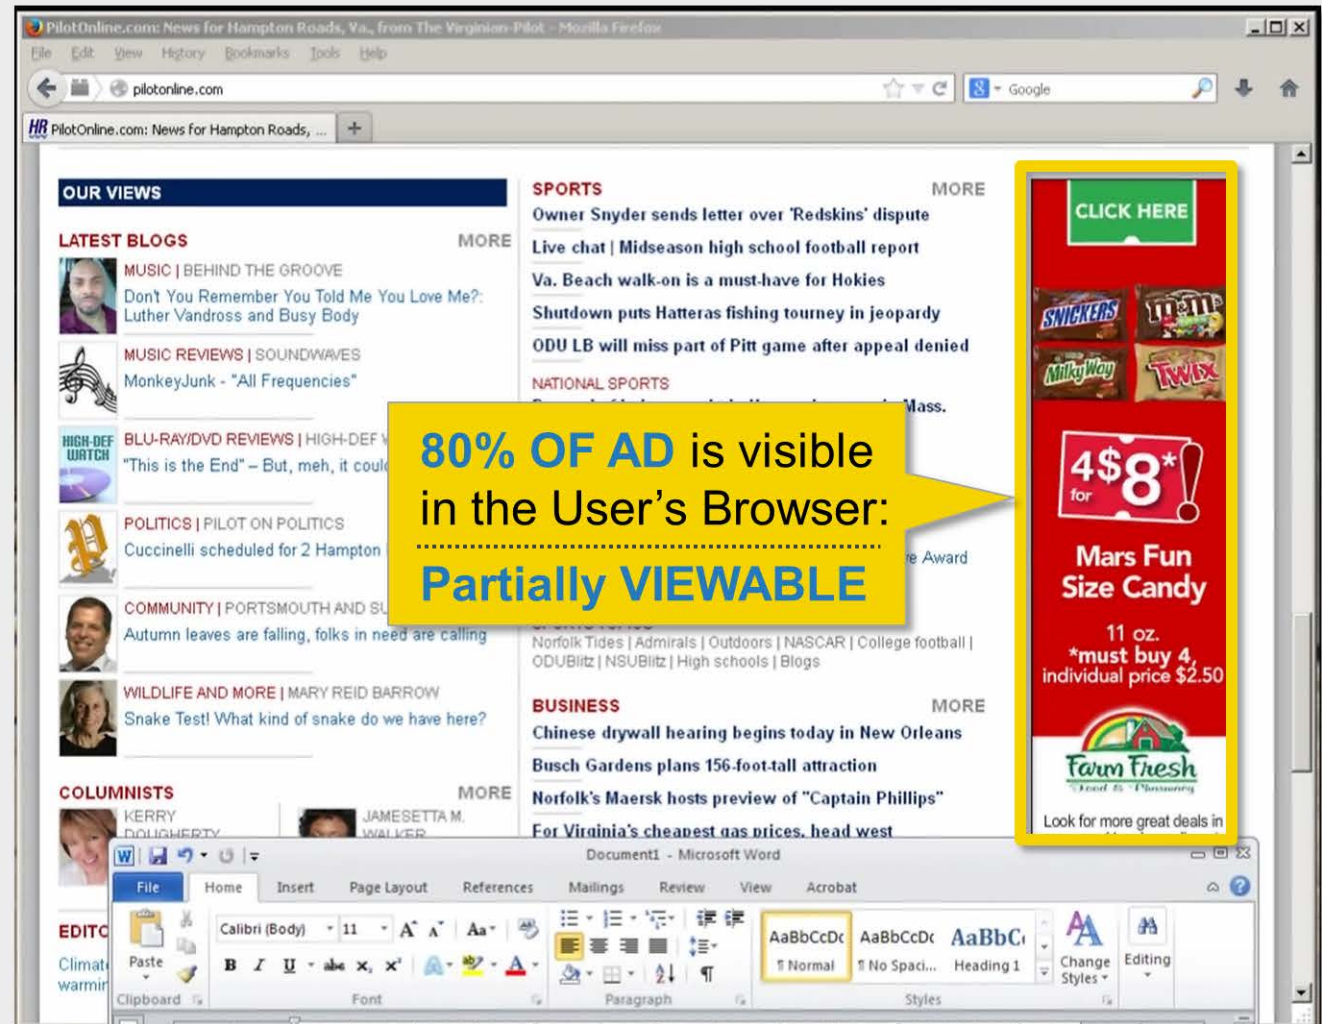 PilotOnline.com: News for Hampton Roads, Va., from The Virginian-Pilot - Mozilla Firefox
File Edit View History Bookmarks Tools Help
pilotonline.com
Google
PilotOnline.com: News for Hampton Roads, ...
OUR VIEWS
LATEST BLOGS MORE
MUSIC | BEHIND THE GROOVE
Don't You Remember You Told Me You Love Me?:
Luther Vandross and Busy Body
MUSIC REVIEWS | SOUNDWAVES
MonkeyJunk - "All Frequencies"
HIGH-DEF
WATCH
BLU-RAY/DVD REVIEWS | HIGH-DEF
"This is the End" – But, meh, it could
POLITICS | PILOT ON POLITICS
Cuccinelli scheduled for 2 Hampton
COMMUNITY | PORTSMOUTH AND
Autumn leaves are falling, folks in need are calling
WILDLIFE AND MORE | MARY REID BARROW
Snake Test! What kind of snake do we have here?
COLUMNISTS MORE
KERRY
DOUGHERTY
JAMESETTA M.
WALKER
Climate
SPORTS MORE
Owner Snyder sends letter over 'Redskins' dispute
Live chat | Midseason high school football report
Va. Beach walk-on is a must-have for Hokies
Shutdown puts Hatteras fishing tourney in jeopardy
ODU LB will miss part of Pitt game after appeal denied
NATIONAL SPORTS
Mass.
80% OF AD is visible
in the User's Browser:
Partially VIEWABLE
Award
Norfolk Tides | Admirals | Outdoors | NASCAR | College football |
ODUBlitz | NSUBlitz | High schools | Blogs
BUSINESS MORE
Chinese drywall hearing begins today in New Orleans
Busch Gardens plans 156-foot-tall attraction
Norfolk's Maersk hosts preview of "Captain Phillips"
For Virginia's cheapest gas prices, head west
CLICK HERE
SNICKERS
m&m's
Milky Way
TWIX
4 for $8*!
Mars Fun
Size Candy
11 oz.
*must buy 4,
individual price $2.50
Farm Fresh
Food & Pharmacy
Look for more great deals in
Document1 - Microsoft Word
File Home Insert Page Layout References Mailings Review View Acrobat
Calibri (Body) 11
Paste
AaBbCcDc AaBbCcDc AaBbC
Normal No Spaci... Heading 1
Change
Styles
Editing
Clipboard Font Paragraph Styles